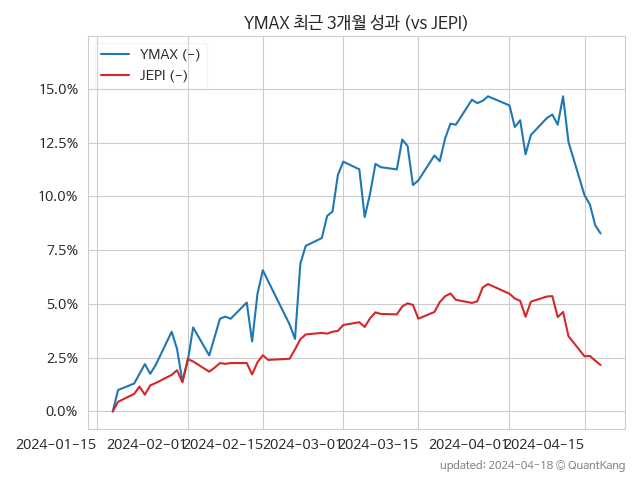 YMAX 최근 3개월 성과 (vs JEPI)
YMAX (-)
JEPI (-)
15.0%
12.5%
10.0%
7.5%
5.0%
2.5%
0.0%
2024-01-15 2024-02-01 2024-02-15 2024-03-01 2024-03-15 2024-04-01 2024-04-15
updated: 2024-04-18 © QuantKang